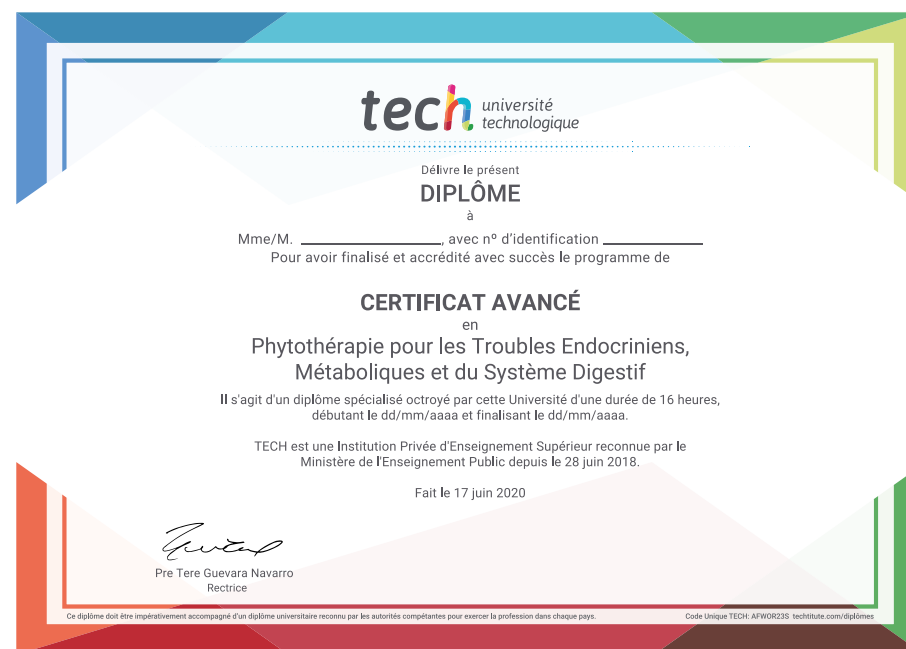 tech université
technologique
Délivre le présent
DIPLÔME
à
Mme/M. ____________________, avec nº d'identification ______________
Pour avoir finalisé et accrédité avec succès le programme de
CERTIFICAT AVANCÉ
en
Phytothérapie pour les Troubles Endocriniens,
Métaboliques et du Système Digestif
Il s'agit d'un diplôme spécialisé octroyé par cette Université d'une durée de 16 heures,
débutant le dd/mm/aaaa et finalisant le dd/mm/aaaa.
TECH est une Institution Privée d'Enseignement Supérieur reconnue par le
Ministère de l'Enseignement Public depuis le 28 juin 2018.
Fait le 17 juin 2020
Pre Tere Guevara Navarro
Rectrice
Ce diplôme doit être impérativement accompagné d'un diplôme universitaire reconnu par les autorités compétantes pour exercer la profession dans chaque pays.
Code Unique TECH: AFWOR23S techtitute.com/diplômes